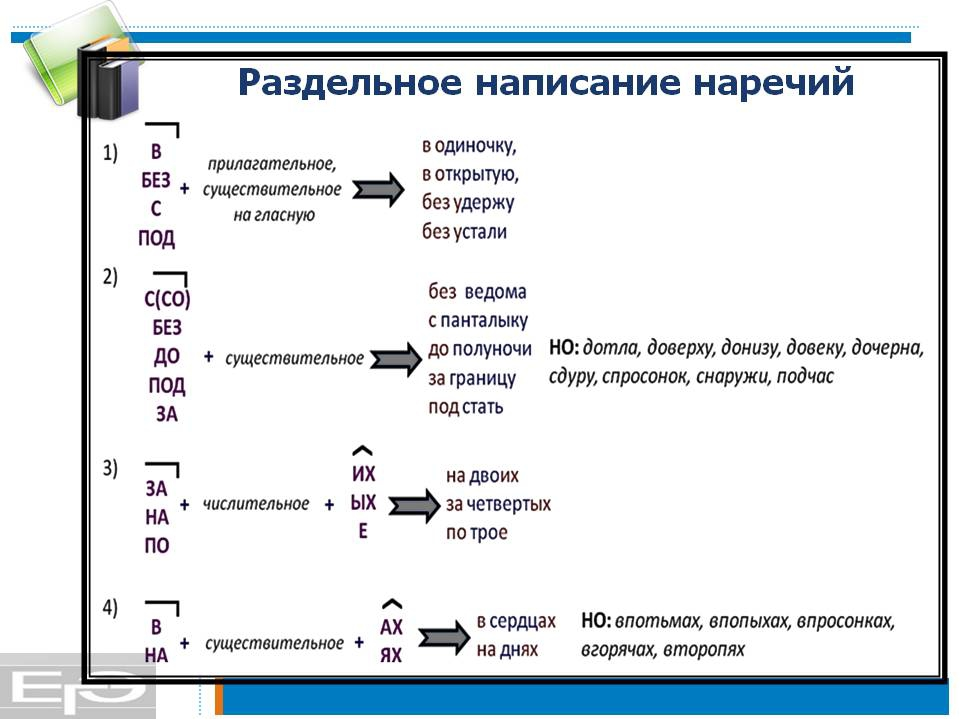 Раздельное написание наречий
1)
В
БЕЗ
С
ПОД
+
прилагательное,
существительное
на гласную
в одиночку,
в открытую,
без удержу
без устали
2)
С(СО)
БЕЗ
ДО
ПОД
ЗА
+
существительное
без ведома
с панталыку
до полуночи
за границу
под стать
НО: дотла, доверху, донизу, довеку, дочерна,
сдуру, спросонок, снаружи, подчас
3)
ЗА
НА
ПО
+
числительное
+
ИХ
ЫХ
Е
на двоих
за четвертых
по трое
4)
В
НА
+
существительное
+
АХ
ЯХ
в сердцах
на днях
НО: впотьмах, впопыхах, впросонках,
вгорячах, второпях